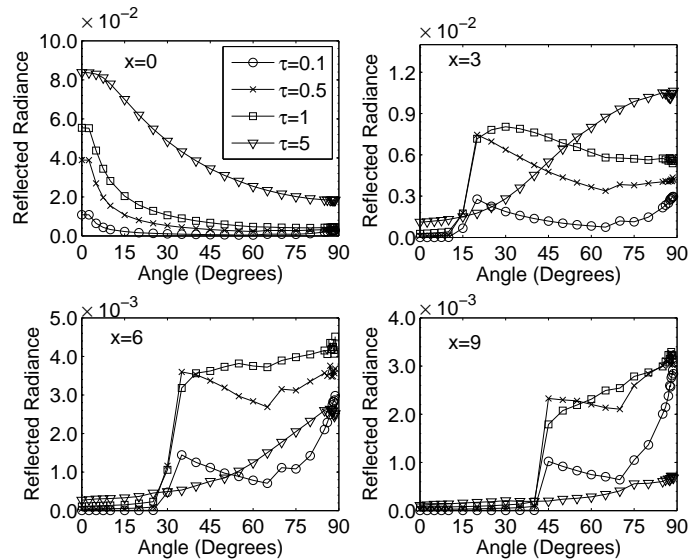 × 10⁻²
Reflected Radiance
10.0
8.0
6.0
4.0
2.0
0.0
x=0
τ=0.1
τ=0.5
τ=1
τ=5
0 15 30 45 60 75 90
Angle (Degrees)
× 10⁻²
Reflected Radiance
1.2
0.9
0.6
0.3
0.0
x=3
0 15 30 45 60 75 90
Angle (Degrees)
× 10⁻³
Reflected Radiance
5.0
4.0
3.0
2.0
1.0
0.0
x=6
0 15 30 45 60 75 90
Angle (Degrees)
× 10⁻³
Reflected Radiance
4.0
3.0
2.0
1.0
0.0
x=9
0 15 30 45 60 75 90
Angle (Degrees)